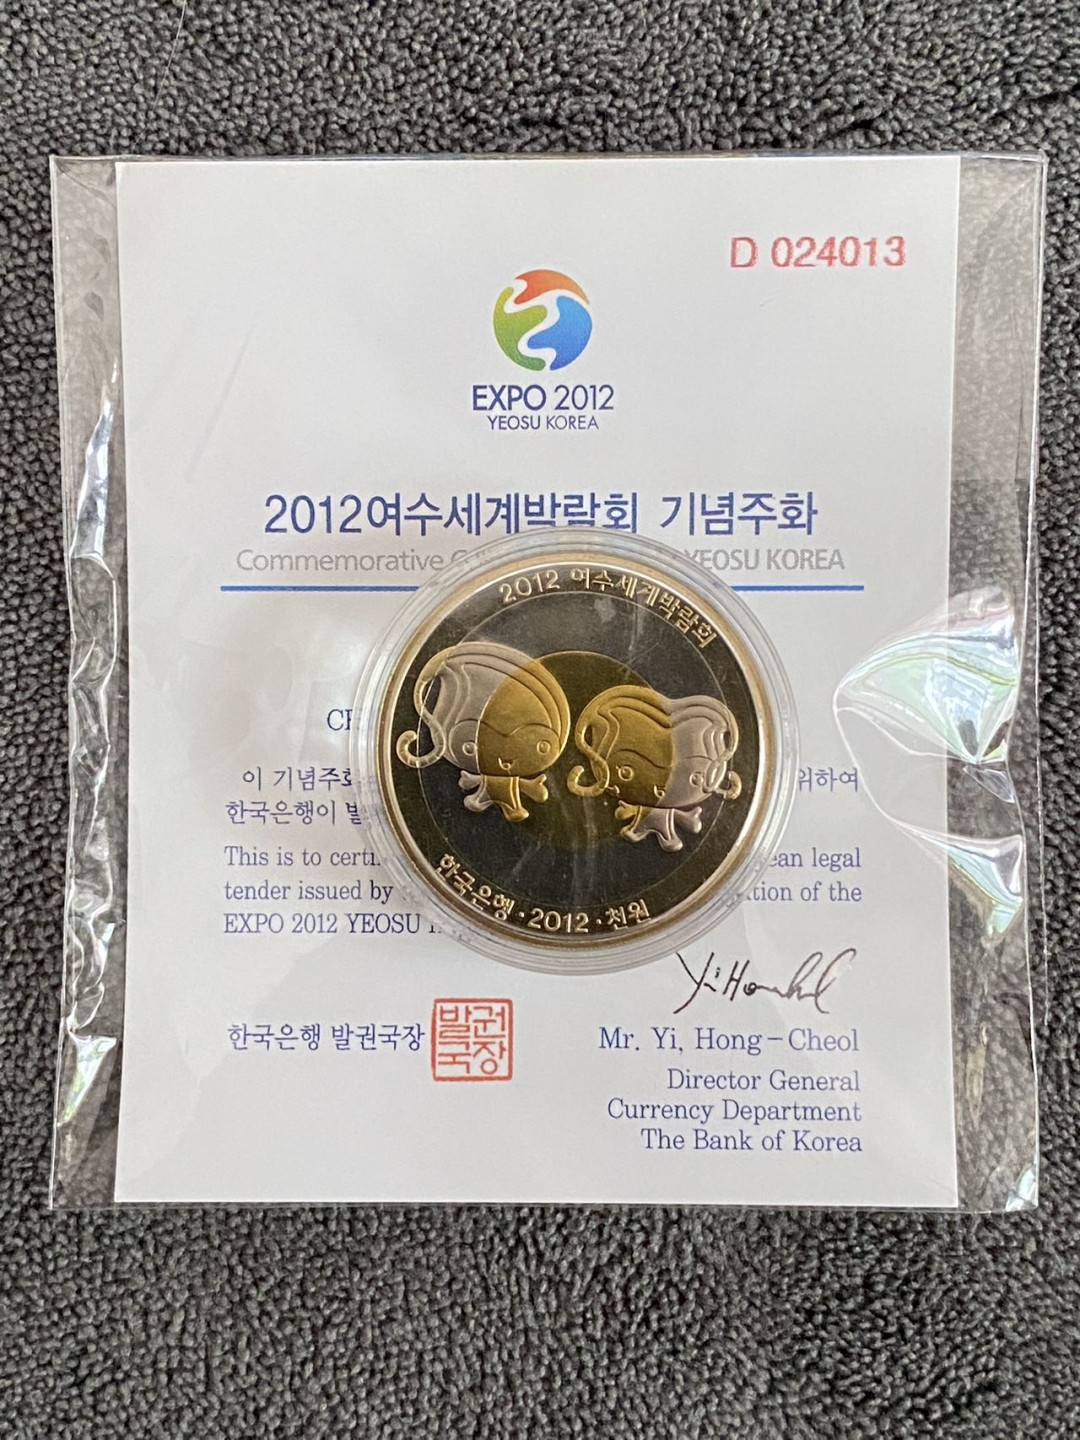 D 024013
EXPO 2012
YEOSU KOREA
2012여수세계박람회 기념주화
Commemorative YEOSU KOREA
2012 여수세계박람회
이 기념주화 위하여
한국은행이
This is to legal
tender issued by of the
EXPO 2012 YEOSU
한국은행·2012·천원
Yi Hongcheol
한국은행 발권국장
발권
국장
Mr. Yi, Hong-Cheol
Director General
Currency Department
The Bank of Korea